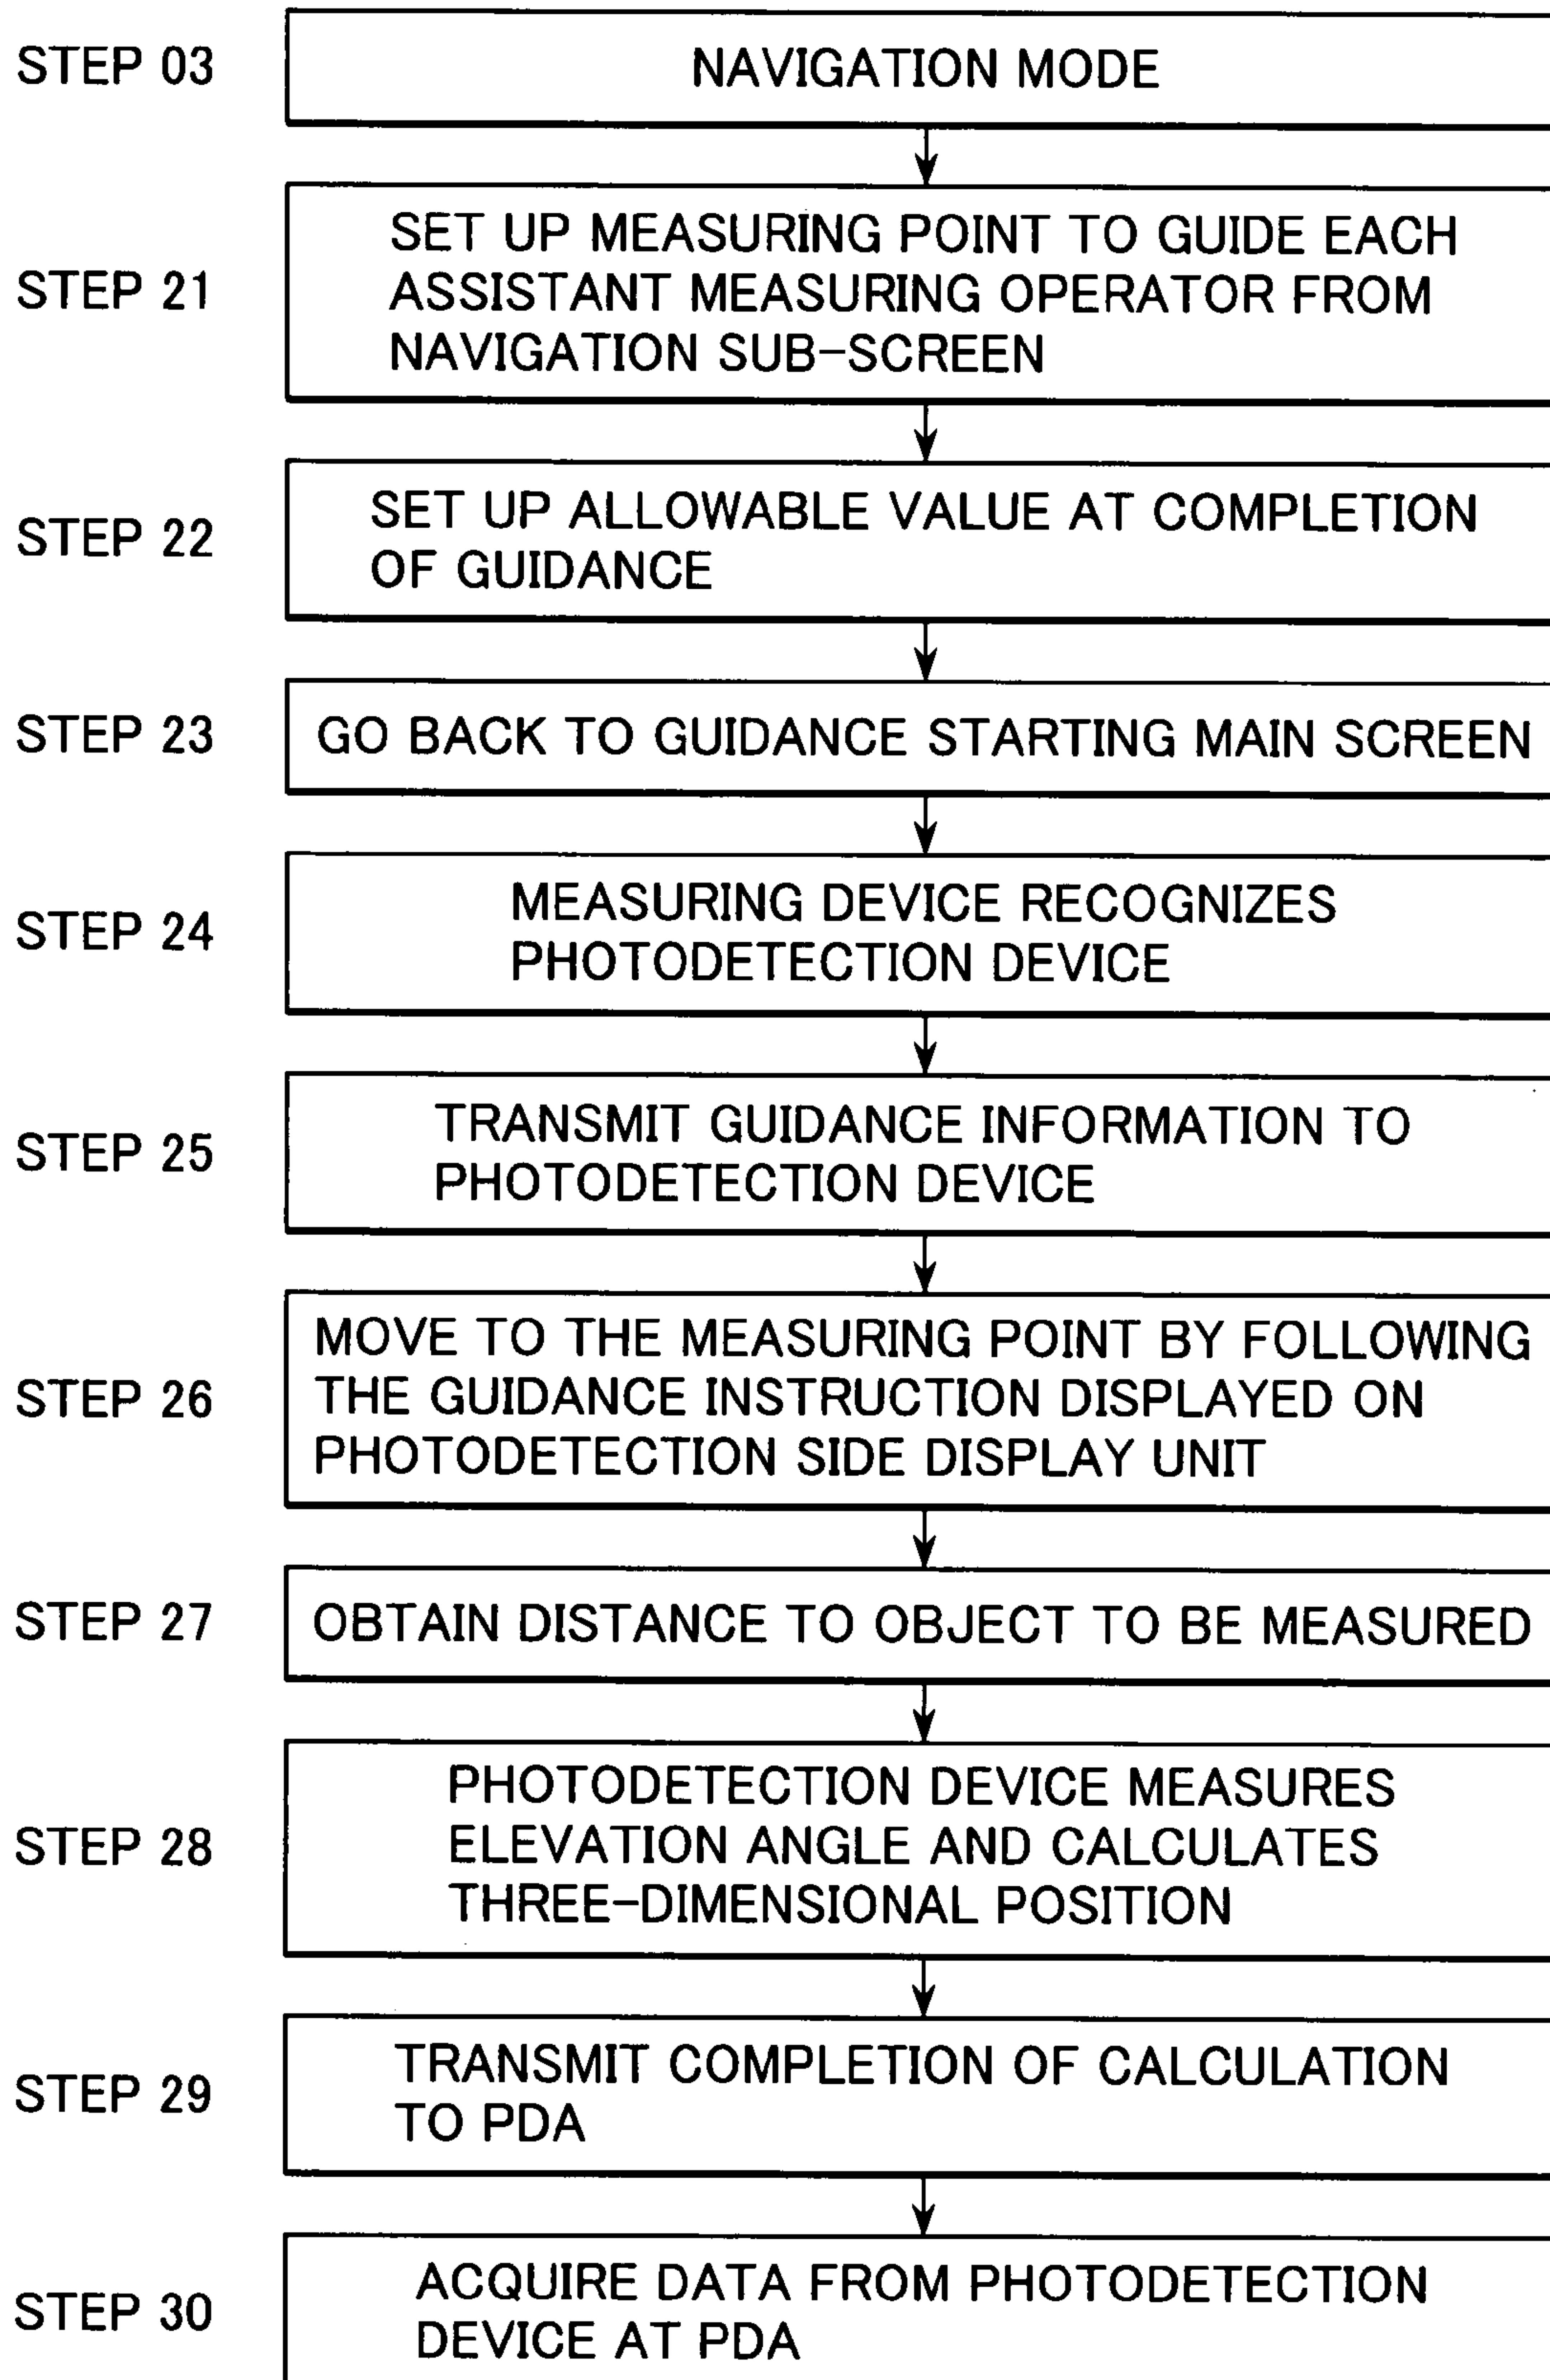 STEP 03
NAVIGATION MODE
STEP 21
SET UP MEASURING POINT TO GUIDE EACH
ASSISTANT MEASURING OPERATOR FROM
NAVIGATION SUB-SCREEN
STEP 22
SET UP ALLOWABLE VALUE AT COMPLETION
OF GUIDANCE
STEP 23
GO BACK TO GUIDANCE STARTING MAIN SCREEN
STEP 24
MEASURING DEVICE RECOGNIZES
PHOTODETECTION DEVICE
STEP 25
TRANSMIT GUIDANCE INFORMATION TO
PHOTODETECTION DEVICE
STEP 26
MOVE TO THE MEASURING POINT BY FOLLOWING
THE GUIDANCE INSTRUCTION DISPLAYED ON
PHOTODETECTION SIDE DISPLAY UNIT
STEP 27
OBTAIN DISTANCE TO OBJECT TO BE MEASURED
STEP 28
PHOTODETECTION DEVICE MEASURES
ELEVATION ANGLE AND CALCULATES
THREE-DIMENSIONAL POSITION
STEP 29
TRANSMIT COMPLETION OF CALCULATION
TO PDA
STEP 30
ACQUIRE DATA FROM PHOTODETECTION
DEVICE AT PDA